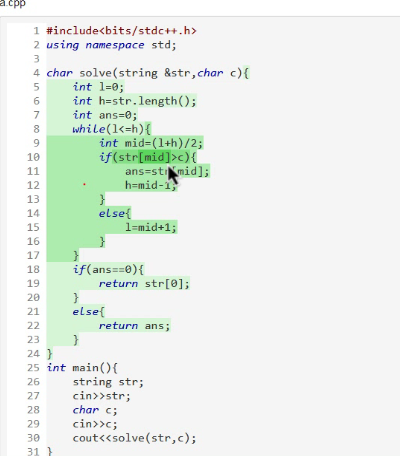 a.cpp
1 #include<bits/stdc++.h>
2 using namespace std;
3
4 char solve(string &str,char c){
5 int l=0;
6 int h=str.length();
7 int ans=0;
8 while(l<=h){
9 int mid=(l+h)/2;
10 if(str[mid]>c){
11 ans=str[mid];
12 h=mid-1;
13 }
14 else{
15 l=mid+1;
16 }
17 }
18 if(ans==0){
19 return str[0];
20 }
21 else{
22 return ans;
23 }
24 }
25 int main(){
26 string str;
27 cin>>str;
28 char c;
29 cin>>c;
30 cout<<solve(str,c);
31 }